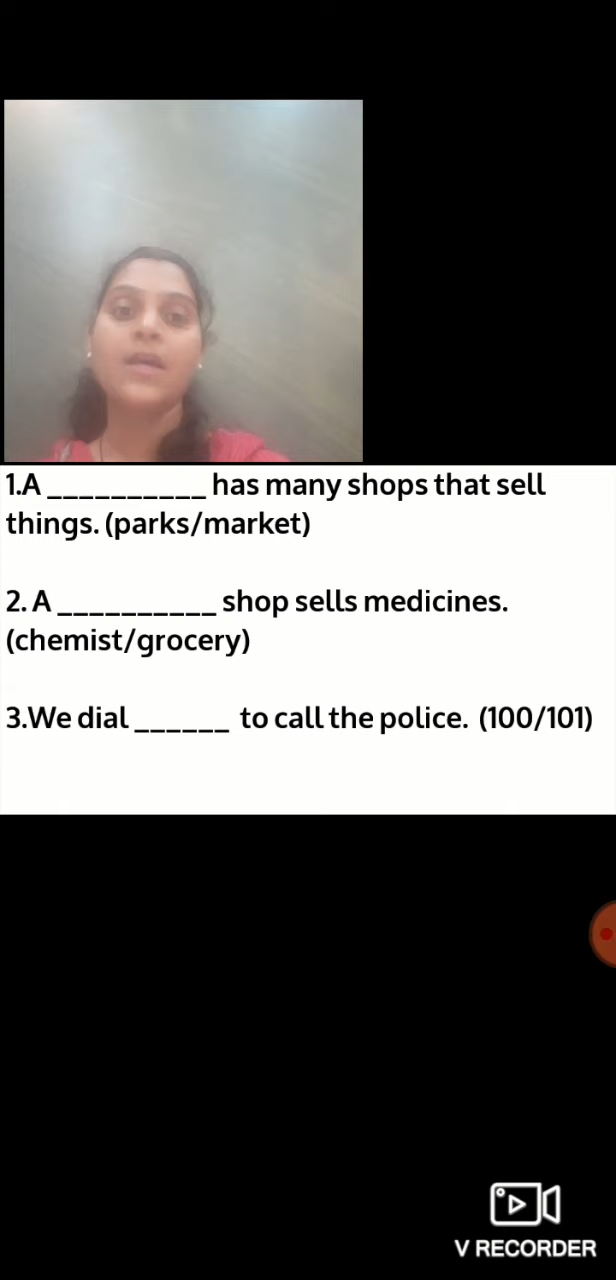 1.A __________ has many shops that sell
things. (parks/market)
2. A __________ shop sells medicines.
(chemist/grocery)
3.We dial ______ to call the police. (100/101)
V RECORDER